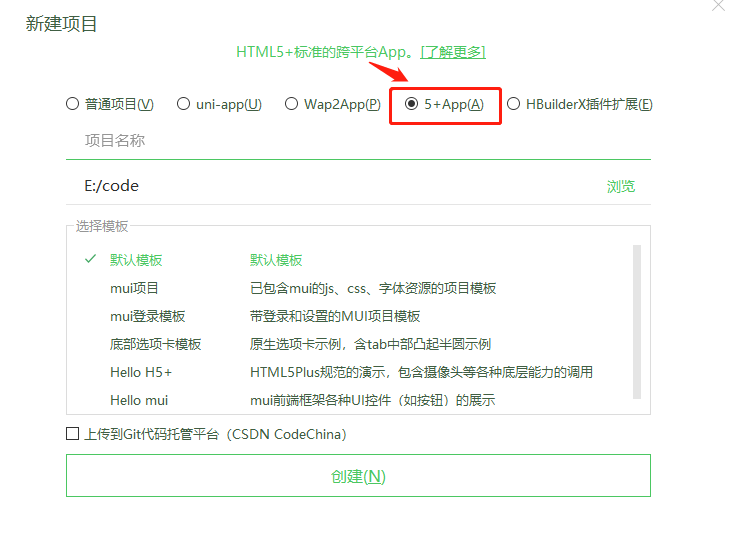 新建项目
HTML5+标准的跨平台App。[了解更多]
普通项目(V) uni-app(U) Wap2App(P) 5+App(A) HBuilderX插件扩展(E)
项目名称
E:/code 浏览
选择模板
默认模板 默认模板
mui项目 已包含mui的js、css、字体资源的项目模板
mui登录模板 带登录和设置的MUI项目模板
底部选项卡模板 原生选项卡示例，含tab中部凸起半圆示例
Hello H5+ HTML5Plus规范的演示，包含摄像头等各种底层能力的调用
Hello mui mui前端框架各种UI控件（如按钮）的展示
上传到Git代码托管平台（CSDN CodeChina）
创建(N)